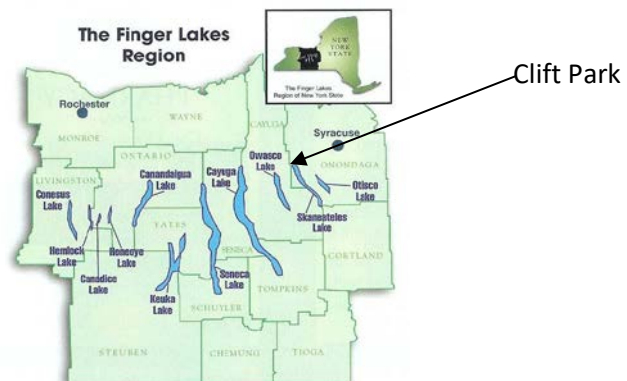 The Finger Lakes
Region
NEW
YORK
STATE
The Finger Lakes
Region of New York State
Clift Park
Rochester
WAYNE
CAYUGA
Syracuse
MONROE
ONONDAGA
ONTARIO
Owasco
Lake
LIVINGSTON
Canandaigua
Lake
Cayuga
Lake
Otisco
Lake
Conesus
Lake
Skaneateles
Lake
YATES
Hemlock
Lake
Honeoye
Lake
SENECA
CORTLAND
Canadice
Lake
Seneca
Lake
Keuka
Lake
TOMPKINS
SCHUYLER
STEUBEN
CHEMUNG
TIOGA